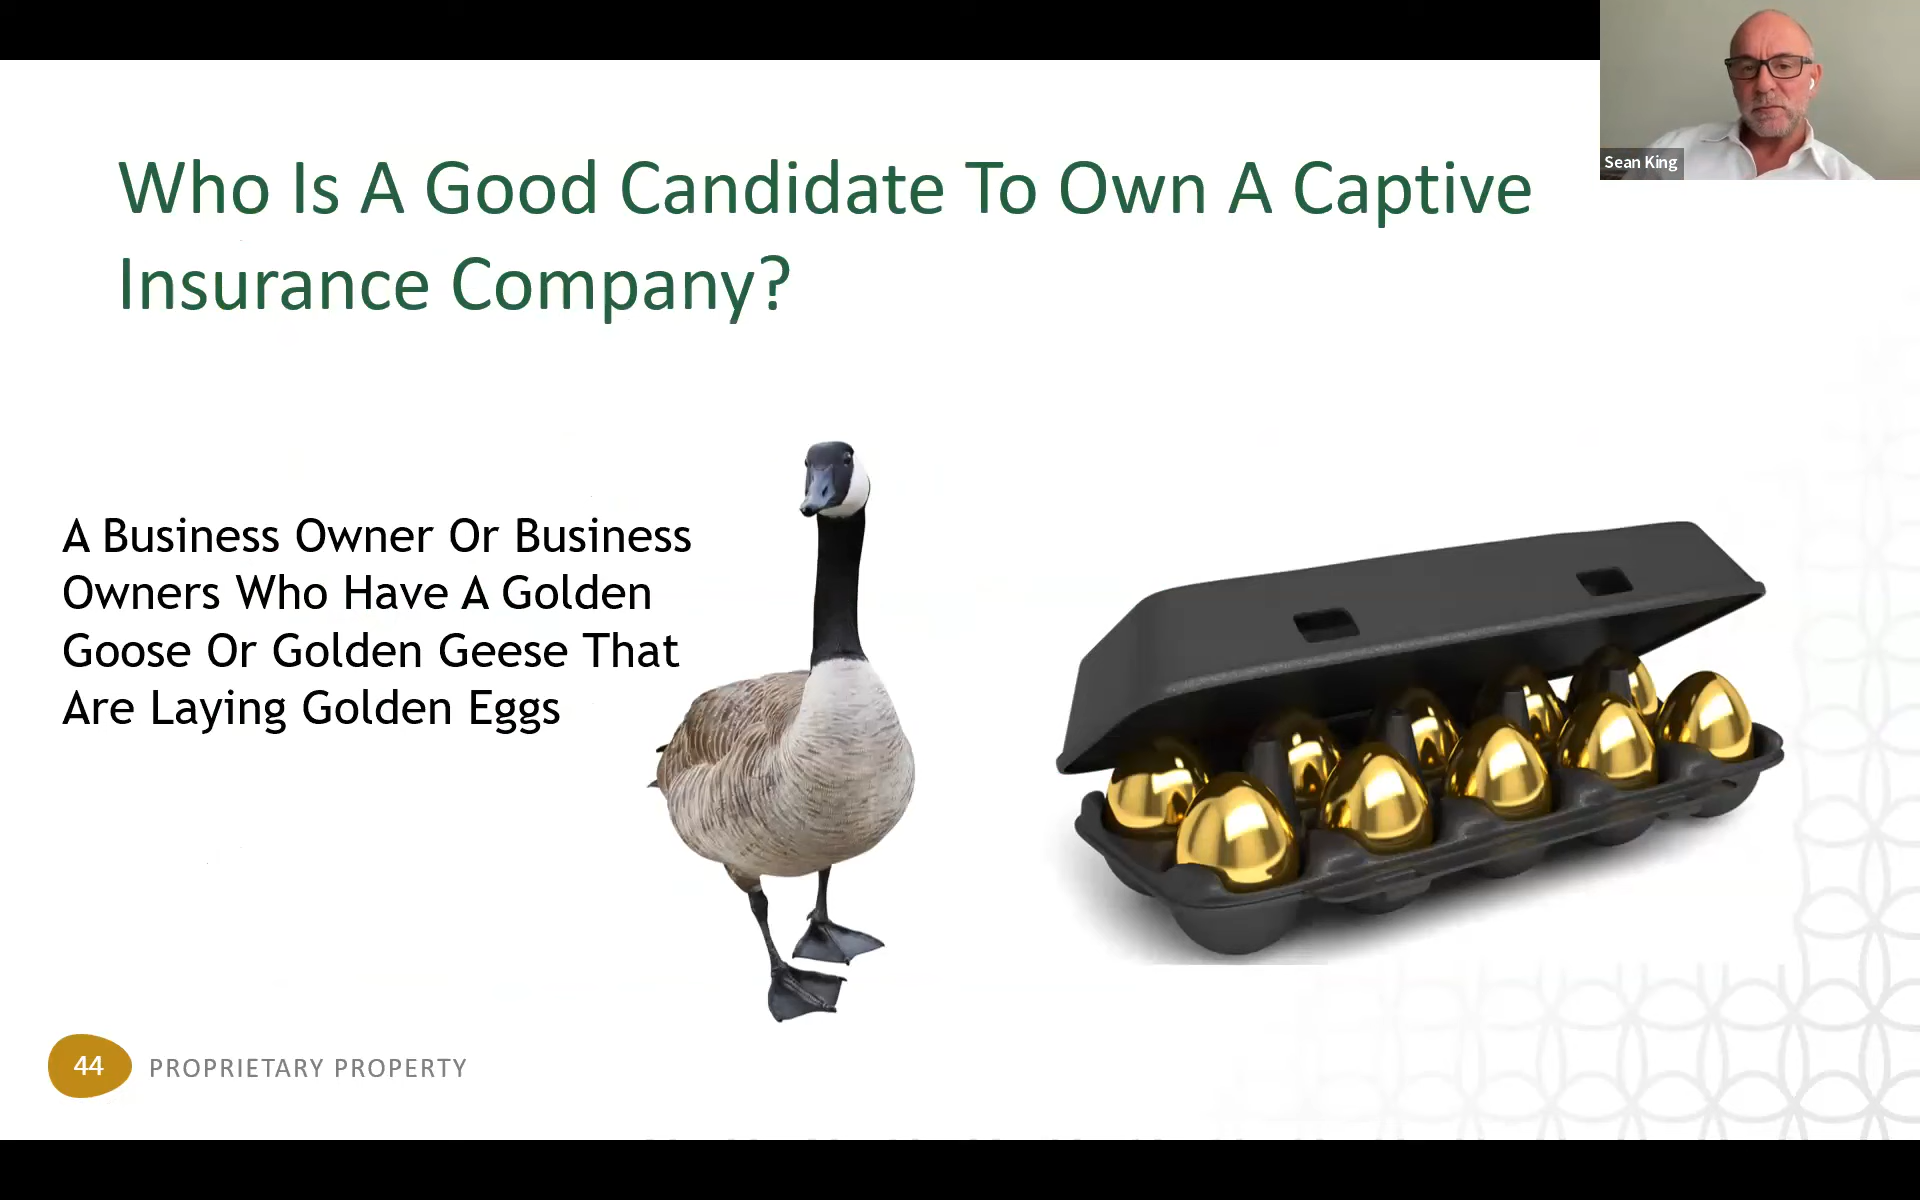 Who Is A Good Candidate To Own A Captive
Insurance Company?
Sean King
A Business Owner Or Business
Owners Who Have A Golden
Goose Or Golden Geese That
Are Laying Golden Eggs
44
PROPRIETARY PROPERTY